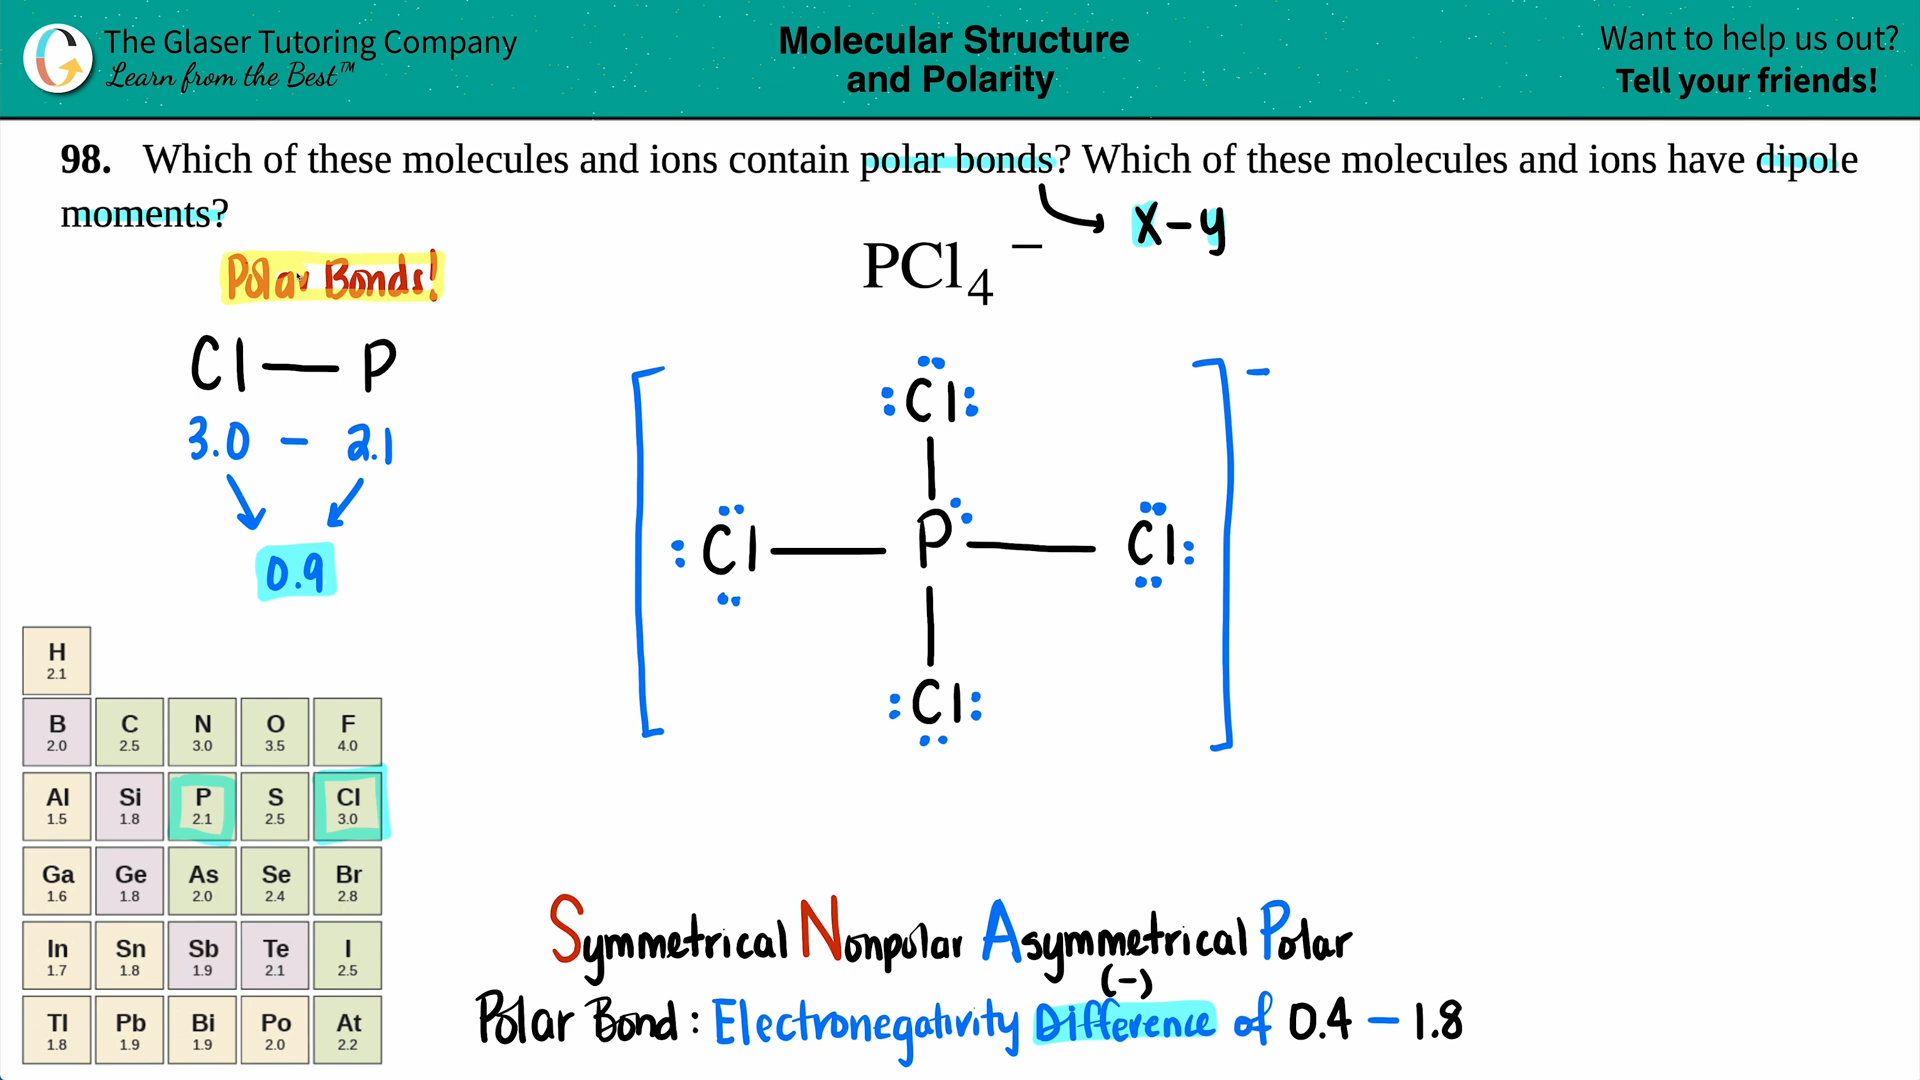 The Glaser Tutoring Company
Learn from the Best™
Molecular Structure
and Polarity
Want to help us out?
Tell your friends!
98. Which of these molecules and ions contain polar bonds? Which of these molecules and ions have dipole
moments?
x – y
PCl4 –
Polar Bonds!
Cl — P
3.0 – 2.1
0.9
–
Cl
Cl P Cl
Cl
H
2.1
B C N O F
2.0 2.5 3.0 3.5 4.0
Al Si P S Cl
1.5 1.8 2.1 2.5 3.0
Ga Ge As Se Br
1.6 1.8 2.0 2.4 2.8
In Sn Sb Te I
1.7 1.8 1.9 2.1 2.5
Tl Pb Bi Po At
1.8 1.9 1.9 2.0 2.2
Symmetrical Nonpolar Asymmetrical Polar
(-)
Polar Bond: Electronegativity Difference of 0.4 – 1.8